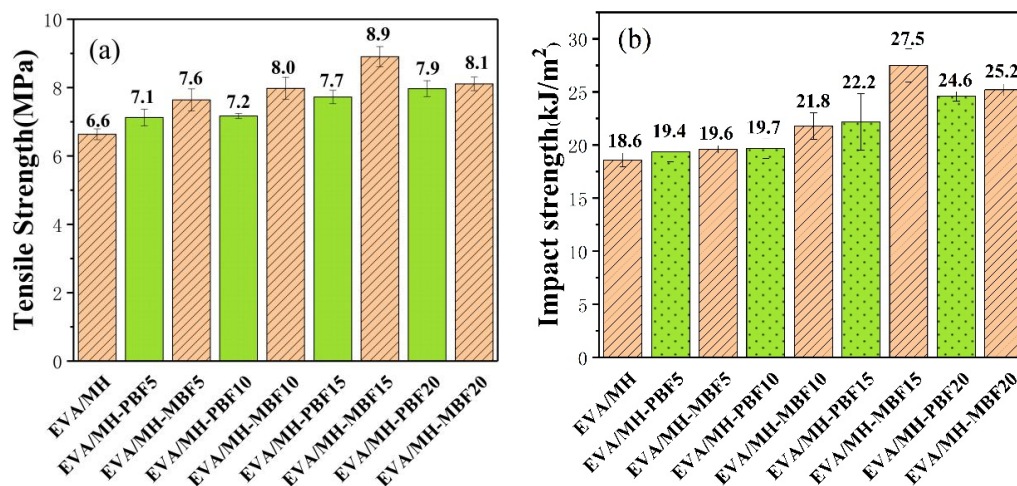 (a)
Tensile Strength(MPa)
10
8
6
4
2
0
6.6
7.1
7.6
7.2
8.0
7.7
8.9
7.9
8.1
EVA/MH
EVA/MH-PBF5
EVA/MH-MBF5
EVA/MH-PBF10
EVA/MH-MBF10
EVA/MH-PBF15
EVA/MH-MBF15
EVA/MH-PBF20
EVA/MH-MBF20
(b)
Impact strength(kJ/m²)
30
25
20
15
10
5
0
18.6
19.4
19.6
19.7
21.8
22.2
27.5
24.6
25.2
EVA/MH
EVA/MH-PBF5
EVA/MH-MBF5
EVA/MH-PBF10
EVA/MH-MBF10
EVA/MH-PBF15
EVA/MH-MBF15
EVA/MH-PBF20
EVA/MH-MBF20